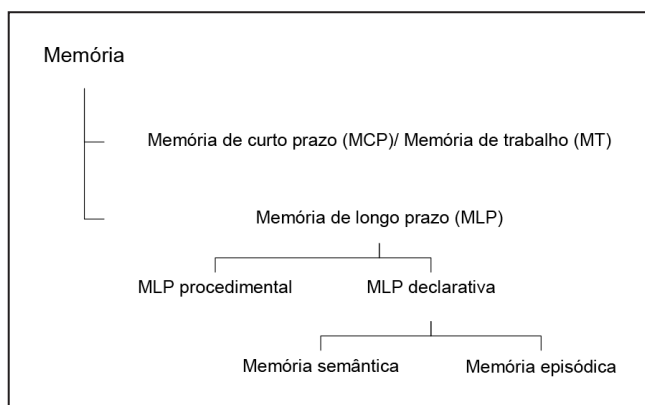 Memória
Memória de curto prazo (MCP)/ Memória de trabalho (MT)
Memória de longo prazo (MLP)
MLP procedimental MLP declarativa
Memória semântica Memória episódica